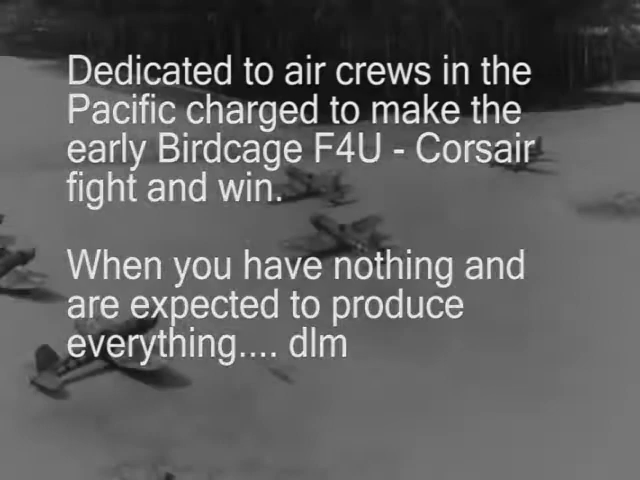 Dedicated to air crews in the
Pacific charged to make the
early Birdcage F4U - Corsair
fight and win.
When you have nothing and
are expected to produce
everything.... dlm